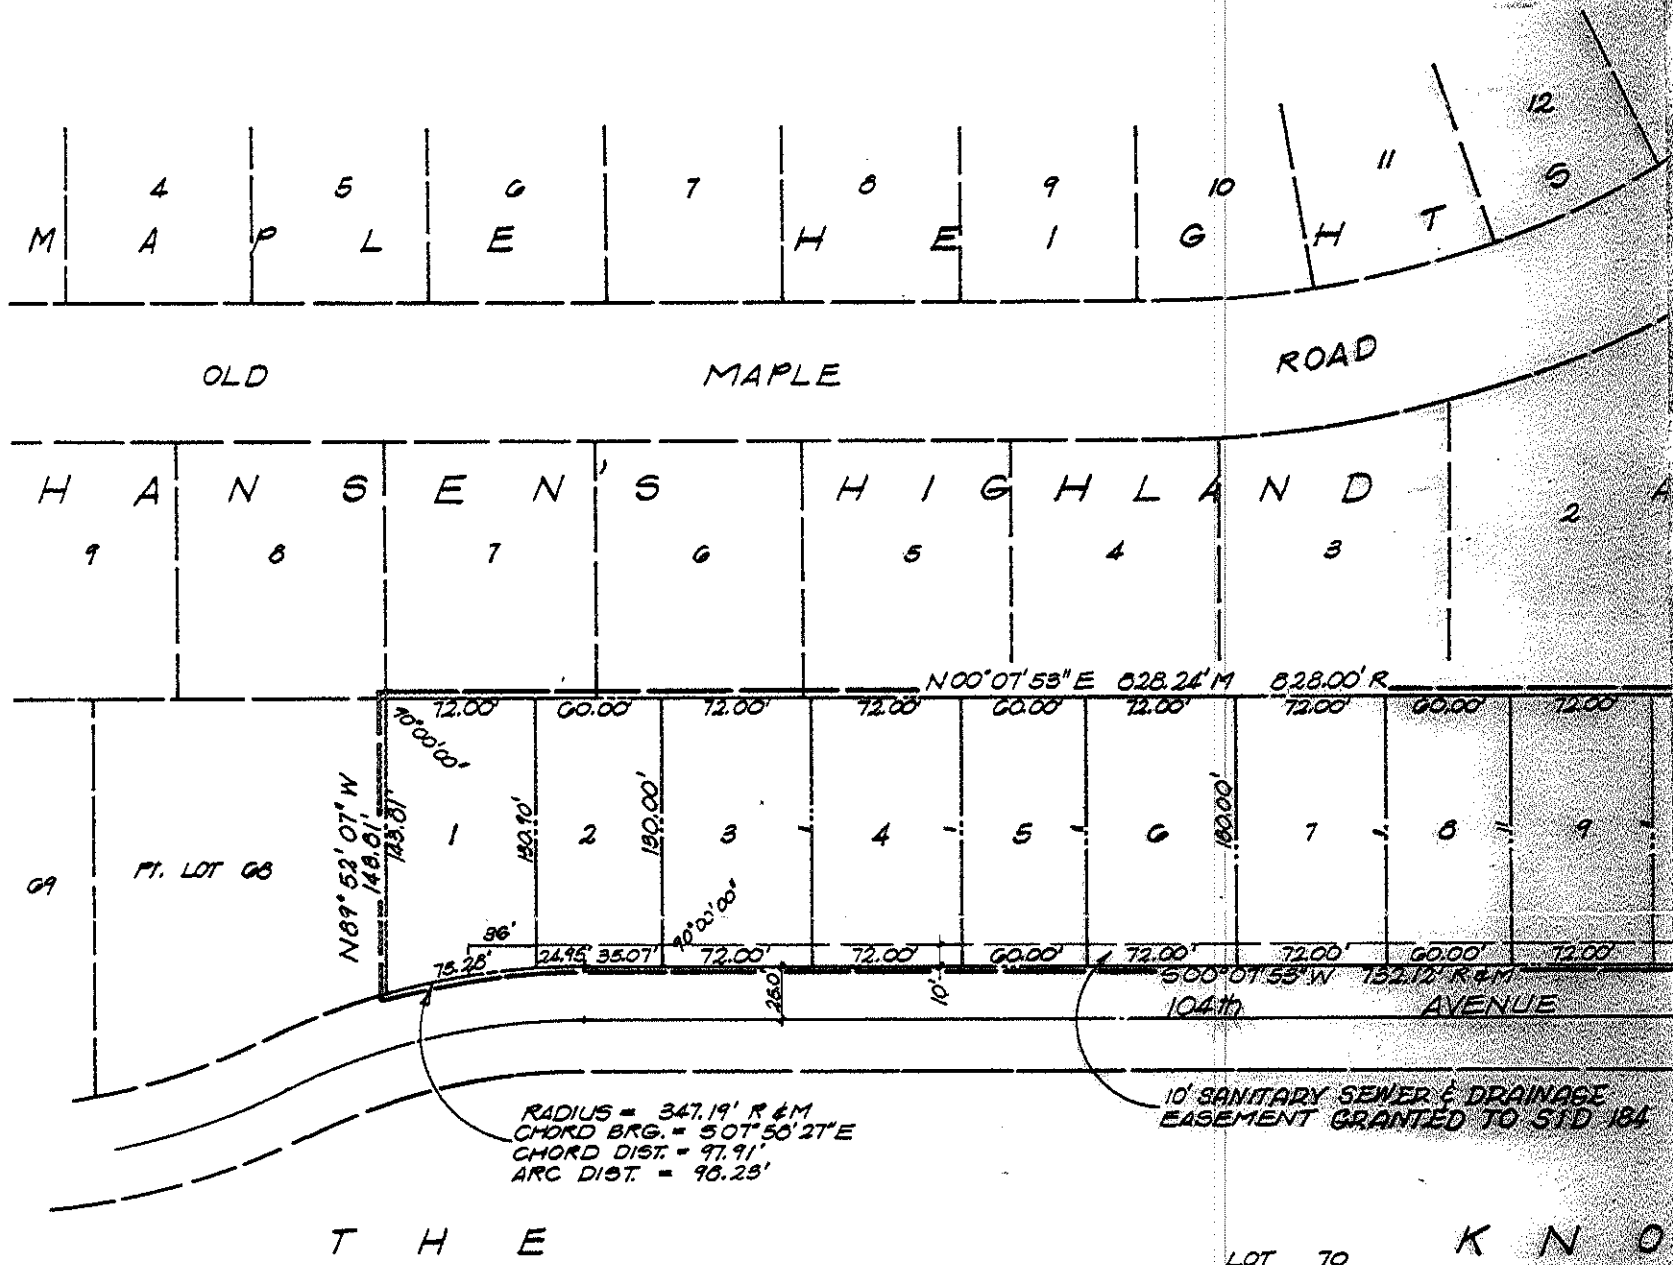 12
4 5 6 7 8 9 10 11
M A P L E H E I G H T S
OLD MAPLE ROAD
H A N S E N ' S H I G H L A N D A
9 8 7 6 5 4 3 2
N00°07'53"E 828.24'M 828.00'R
72.00' 60.00' 72.00' 72.00' 60.00' 72.00' 72.00' 60.00' 72.00'
90°00'00"
N89°52'07"W
148.81'
143.81'
130.90'
130.00'
130.00'
69 PT. LOT 68 1 2 3 4 5 6 7 8 9
90°00'00"
36'
73.28' 24.95' 35.07' 72.00' 72.00' 60.00' 72.00' 72.00' 60.00' 72.00'
25.0'
10'
S00°07'53"W 732.12' R&M
104th AVENUE
RADIUS = 347.19' R&M
CHORD BRG. = S07°58'27"E
CHORD DIST. = 97.91'
ARC DIST. = 98.23'
10' SANITARY SEWER & DRAINAGE
EASEMENT GRANTED TO SID 184
T H E K N O
LOT 70